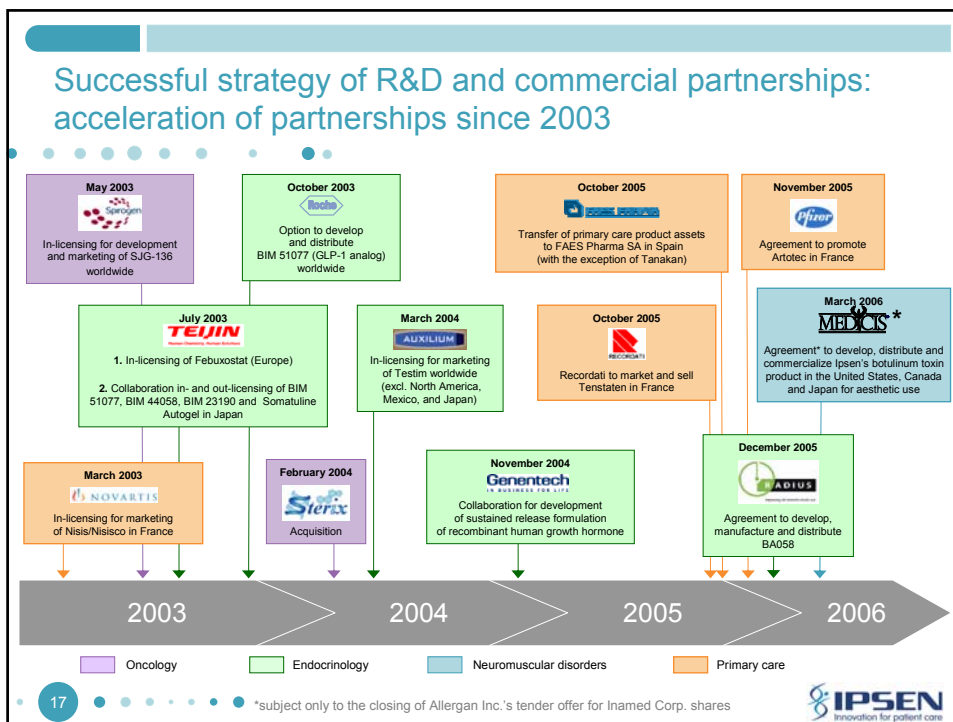 Successful strategy of R&D and commercial partnerships:
acceleration of partnerships since 2003
May 2003
Spirogen
In-licensing for development
and marketing of SJG-136
worldwide
October 2003
Roche
Option to develop
and distribute
BIM 51077 (GLP-1 analog)
worldwide
October 2005
Transfer of primary care product assets
to FAES Pharma SA in Spain
(with the exception of Tanakan)
November 2005
Pfizer
Agreement to promote
Artotec in France
July 2003
TEIJIN
Human Chemistry, Human Solutions
1. In-licensing of Febuxostat (Europe)
2. Collaboration in- and out-licensing of BIM
51077, BIM 44058, BIM 23190 and Somatuline
Autogel in Japan
March 2004
AUXILIUM
In-licensing for marketing
of Testim worldwide
(excl. North America,
Mexico, and Japan)
October 2005
RECORDATI
Recordati to market and sell
Tenstaten in France
March 2006
MEDICIS*
Agreement* to develop, distribute and
commercialize Ipsen's botulinum toxin
product in the United States, Canada
and Japan for aesthetic use
March 2003
NOVARTIS
In-licensing for marketing
of Nisis/Nisisco in France
February 2004
Sterix
Acquisition
November 2004
Genentech
IN BUSINESS FOR LIFE
Collaboration for development
of sustained release formulation
of recombinant human growth hormone
December 2005
RADIUS
Agreement to develop,
manufacture and distribute
BA058
2003
2004
2005
2006
Oncology
Endocrinology
Neuromuscular disorders
Primary care
17
*subject only to the closing of Allergan Inc.'s tender offer for Inamed Corp. shares
IPSEN
Innovation for patient care